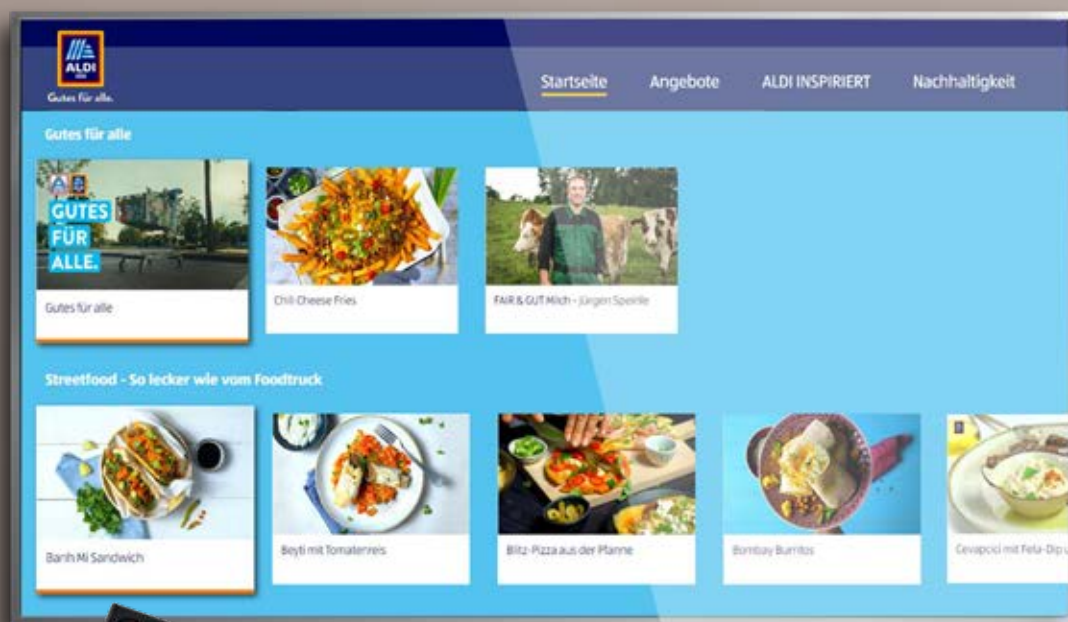 ALDI
Gutes für alle.
Startseite Angebote ALDI INSPIRIERT Nachhaltigkeit
Gutes für alle
GUTES
FÜR
ALLE.
Gutes für alle
Chili Cheese Fries
FAIR & GUT Milch - Jürgen Speinle
Streetfood - So lecker wie vom Foodtruck
Banh Mi Sandwich
Beyti mit Tomatenreis
Blitz-Pizza aus der Pfanne
Bombay Burritos
Cevapcici mit Feta-Dip u